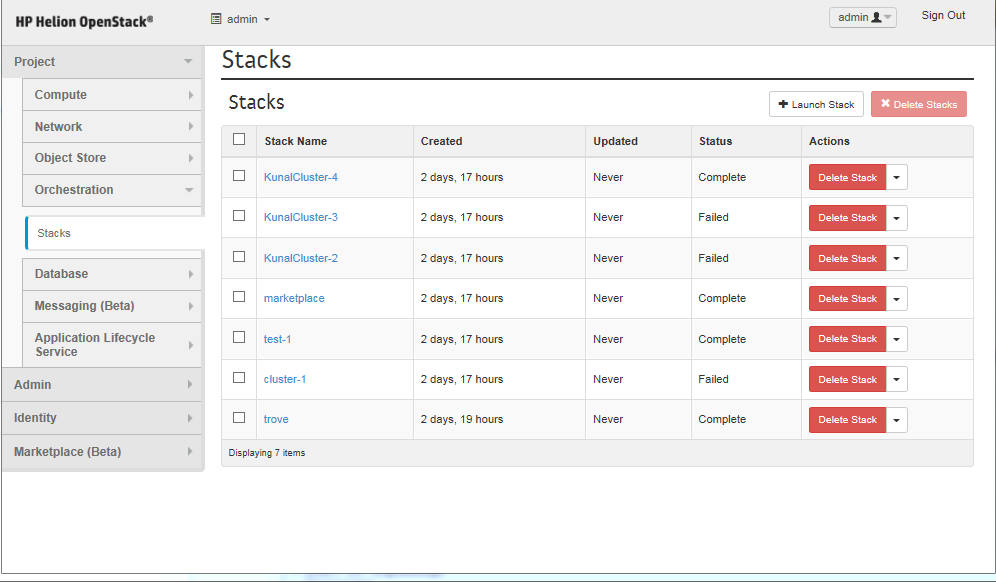 HP Helion OpenStack®
admin
admin
Sign Out
Project
Compute
Network
Object Store
Orchestration
Stacks
Database
Messaging (Beta)
Application Lifecycle
Service
Admin
Identity
Marketplace (Beta)
Stacks
Stacks
Launch Stack
Delete Stacks
Stack Name Created Updated Status Actions
KunalCluster-4 2 days, 17 hours Never Complete Delete Stack
KunalCluster-3 2 days, 17 hours Never Failed Delete Stack
KunalCluster-2 2 days, 17 hours Never Failed Delete Stack
marketplace 2 days, 17 hours Never Complete Delete Stack
test-1 2 days, 17 hours Never Complete Delete Stack
cluster-1 2 days, 17 hours Never Failed Delete Stack
trove 2 days, 19 hours Never Complete Delete Stack
Displaying 7 items